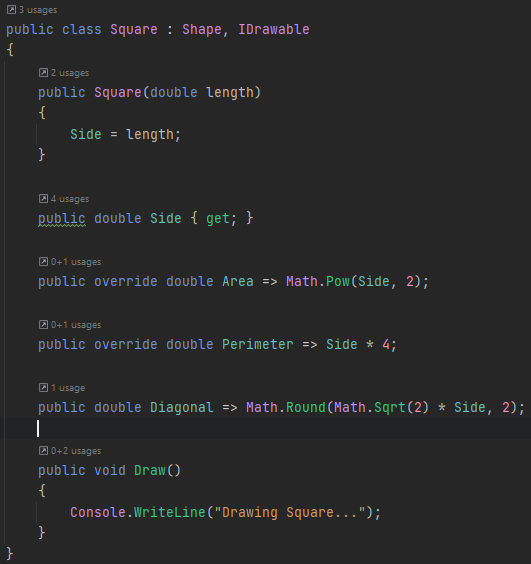 3 usages
public class Square : Shape, IDrawable
{
2 usages
public Square(double length)
{
Side = length;
}
4 usages
public double Side { get; }
0+1 usages
public override double Area => Math.Pow(Side, 2);
0+1 usages
public override double Perimeter => Side * 4;
1 usage
public double Diagonal => Math.Round(Math.Sqrt(2) * Side, 2);
0+2 usages
public void Draw()
{
Console.WriteLine("Drawing Square...");
}
}